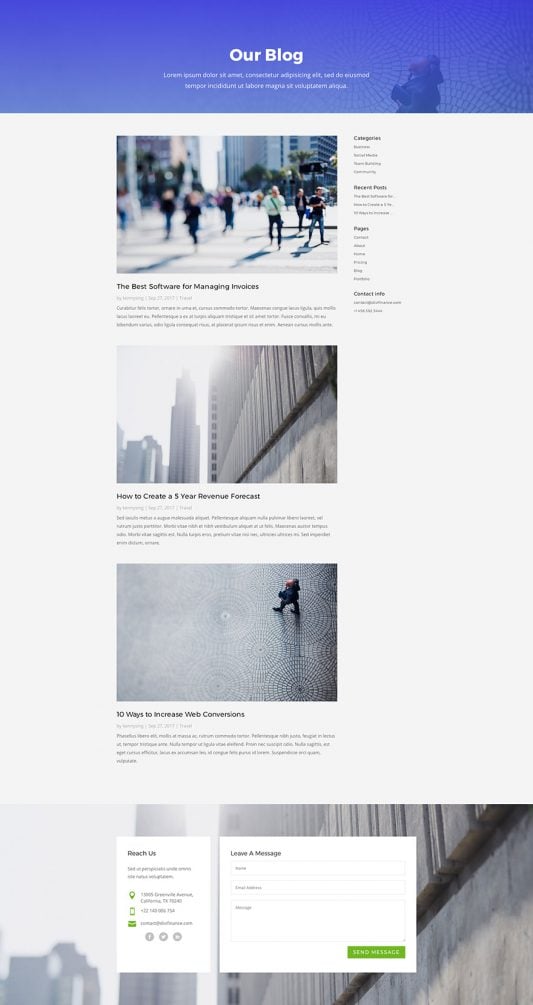 Our Blog
Lorem ipsum dolor sit amet, consectetur adipisicing elit, sed do eiusmod
tempor incididunt ut labore magna sit voluptatem aliqua.
The Best Software for Managing Invoices
by kennysing | Sep 27, 2017 | Travel
Curabitur felis tortor, ornare in urna et, cursus commodo tortor. Maecenas congue lacus ligula, quis mollis
lacus laoreet eu. Pellentesque a ex at turpis aliquam tristique et sit amet tortor. Fusce convallis, mi eu
bibendum varius, odio ligula consequat risus, at placerat ipsum risus et enim. Aenean cursus mollis ante.
How to Create a 5 Year Revenue Forecast
by kennysing | Sep 27, 2017 | Travel
Sed iaculis metus a augue malesuada aliquet. Pellentesque aliquam nulla pulvinar libero laoreet, vel
rutrum justo porttitor. Morbi vitae nibh et nibh vestibulum aliquet at ut felis. Maecenas auctor tempus
odio. Morbi vitae sagittis est. Nulla turpis eros, pretium vitae nisi nec, ultricies ultrices mi. Sed imperdiet
enim dictum, ornare.
10 Ways to Increase Web Conversions
by kennysing | Sep 27, 2017 | Travel
Phasellus libero elit, mollis at massa ac, rutrum commodo tortor. Pellentesque nibh justo, feugiat in lectus
ut, tempor tristique ante. Nulla tempor ut libero vitae eleifend. Proin nec suscipit odio. Nulla sagittis, est
eget cursus efficitur, lacus ex accumsan leo, id congue felis purus id lorem. Suspendisse orci quam,
vulputate.
Categories
Business
Social Media
Team Building
Community
Recent Posts
The Best Software for...
How to Create a 5 Ye...
10 Ways to Increase ...
Pages
Contact
About
Home
Pricing
Blog
Portfolio
Contact info
contact@divifinance.com
Reach Us
Sed ut perspiciatis unde omnis
iste natus voluptatem.
13005 Greenville Avenue,
California, TX 70240
+22 140 986 754
contact@divifinance.com
Leave A Message
Name
Email Address
Message
SEND MESSAGE